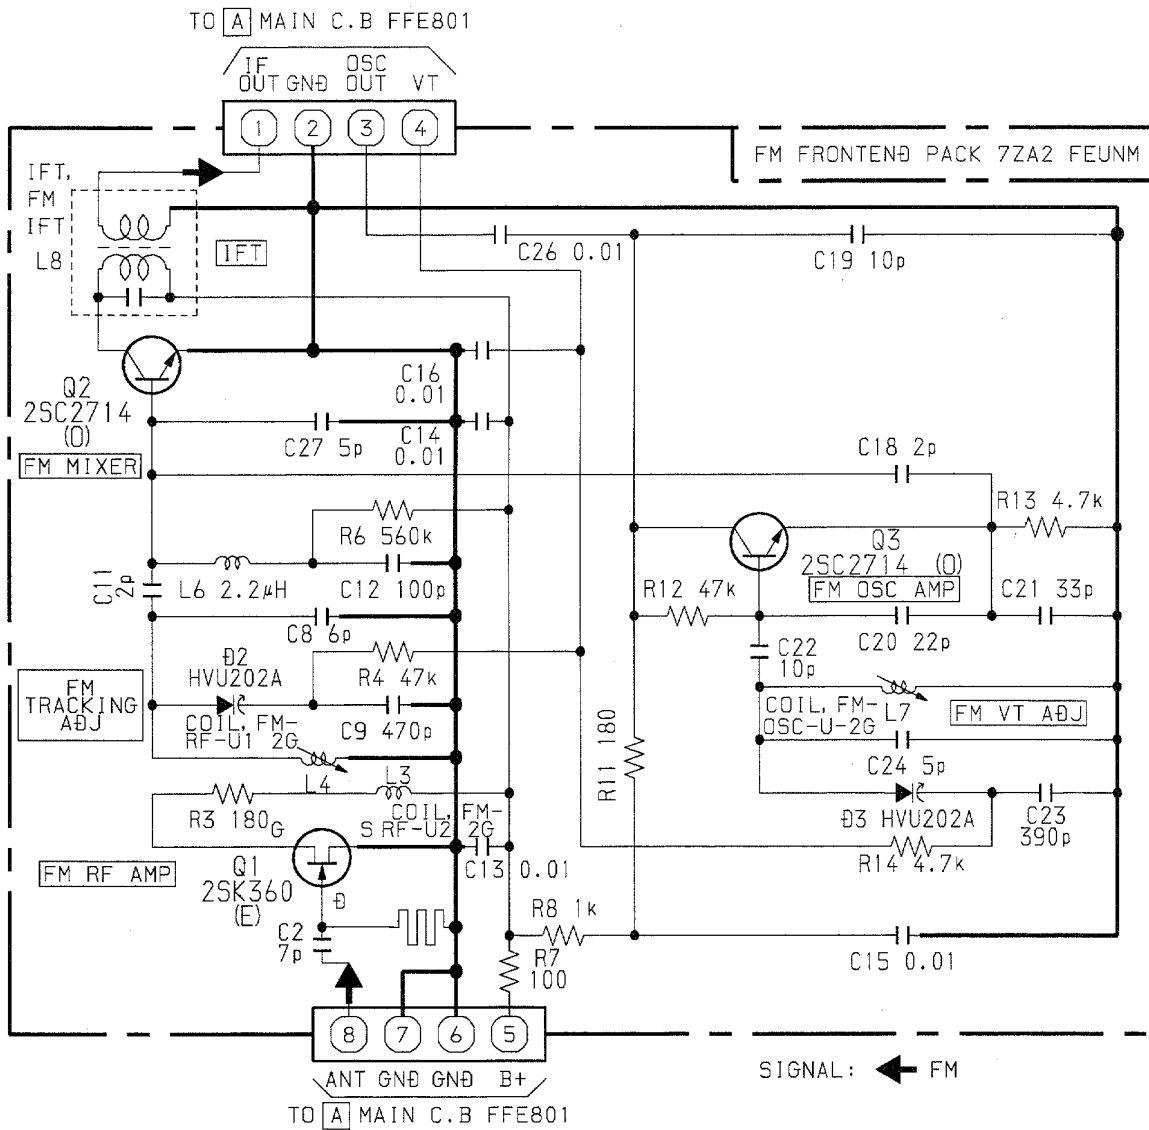 TO A MAIN C.B FFE801
IF OUT
GND
OSC OUT
VT
1
2
3
4
FM FRONTEND PACK 7ZA2 FEUNM
IFT,
FM
IFT
L8
IFT
C26 0.01
C19 10p
Q2
2SC2714
(O)
FM MIXER
C16
0.01
C27 5p
C14
0.01
C18 2p
R13 4.7k
R6 560k
Q3
2SC2714 (O)
FM OSC AMP
C11
2p
L6 2.2μH
C12 100p
R12 47k
C21 33p
C8 6p
C20 22p
C22
10p
D2
HVU202A
R4 47k
FM
TRACKING
ADJ
COIL, FM-
RF-U1 2G
C9 470p
COIL, FM-
OSC-U-2G
L7
FM VT ADJ
R11 180
L4
L3
C24 5p
R3 180
G
COIL, FM-
S RF-U2 2G
D3 HVU202A
C23
390p
FM RF AMP
Q1
2SK360
(E)
D
C13 0.01
R14 4.7k
C2
7p
R8 1k
R7
100
C15 0.01
8
7
6
5
ANT GND GND B+
SIGNAL: FM
TO A MAIN C.B FFE801